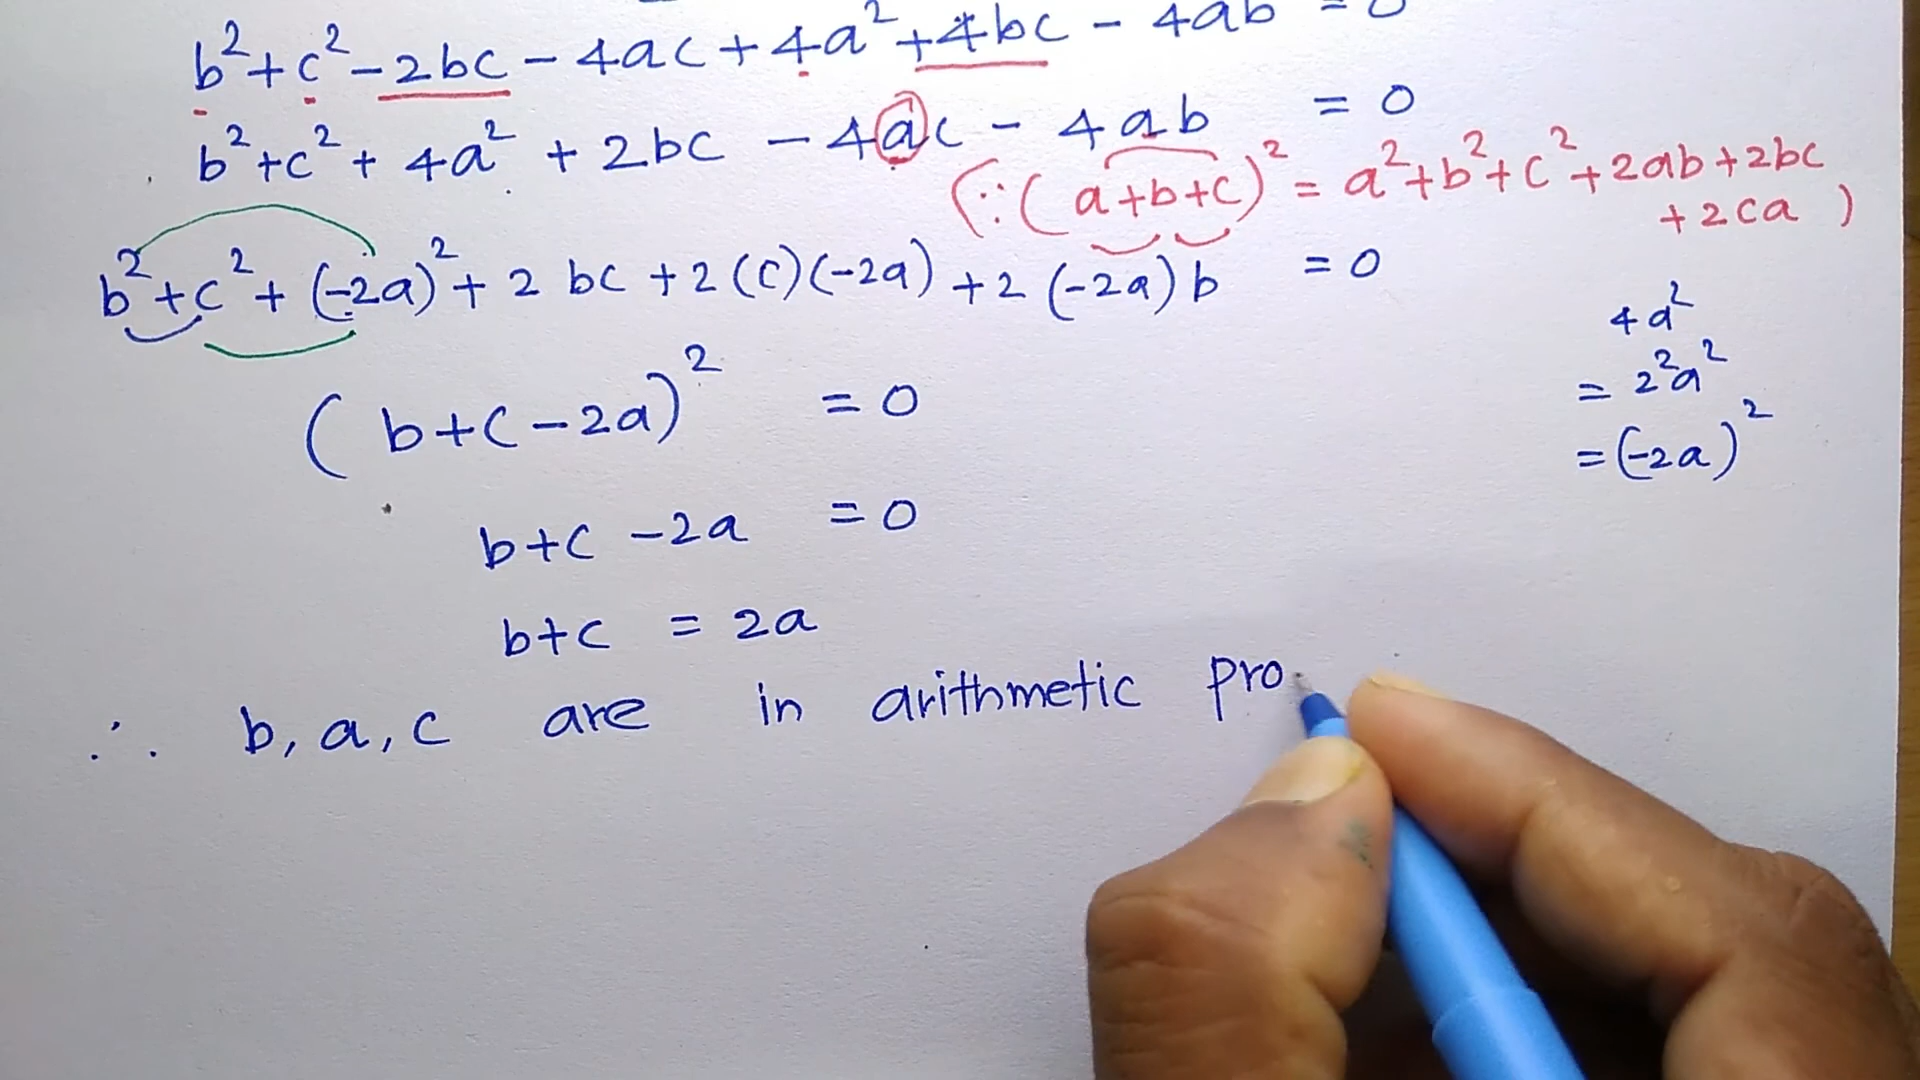 b²+c²-2bc-4ac+4a²+4bc-4ab=0
b²+c²+4a²+2bc-4ac-4ab=0
(∵(a+b+c)²=a²+b²+c²+2ab+2bc
+2ca)
b²+c²+(-2a)²+2bc+2(c)(-2a)+2(-2a)b=0
4a²
=2²a²
=(-2a)²
(b+c-2a)²=0
b+c-2a=0
b+c=2a
∴ b, a, c are in arithmetic pro